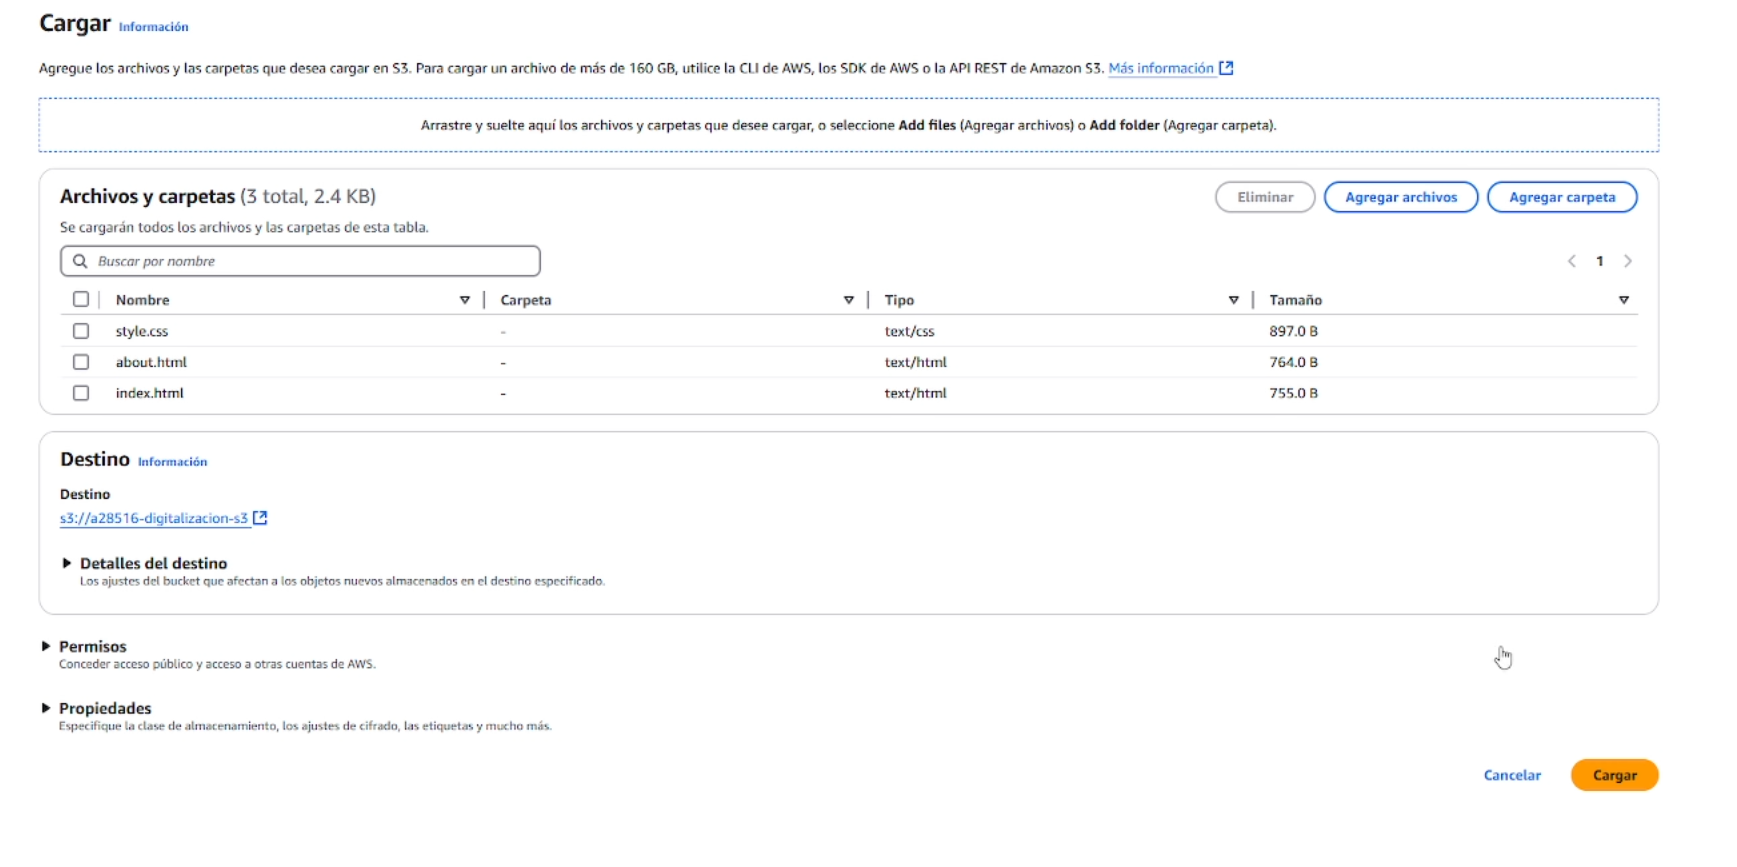 Cargar Información
Agregue los archivos y las carpetas que desea cargar en S3. Para cargar un archivo de más de 160 GB, utilice la CLI de AWS, los SDK de AWS o la API REST de Amazon S3. Más información
Arrastre y suelte aquí los archivos y carpetas que desee cargar, o seleccione Add files (Agregar archivos) o Add folder (Agregar carpeta).
Archivos y carpetas (3 total, 2.4 KB) Eliminar Agregar archivos Agregar carpeta
Se cargarán todos los archivos y las carpetas de esta tabla.
Buscar por nombre 1
Nombre Carpeta Tipo Tamaño
style.css - text/css 897.0 B
about.html - text/html 764.0 B
index.html - text/html 755.0 B
Destino Información
Destino
s3://a28516-digitalizacion-s3
Detalles del destino
Los ajustes del bucket que afectan a los objetos nuevos almacenados en el destino especificado.
Permisos
Conceder acceso público y acceso a otras cuentas de AWS.
Propiedades
Especifique la clase de almacenamiento, los ajustes de cifrado, las etiquetas y mucho más.
Cancelar Cargar